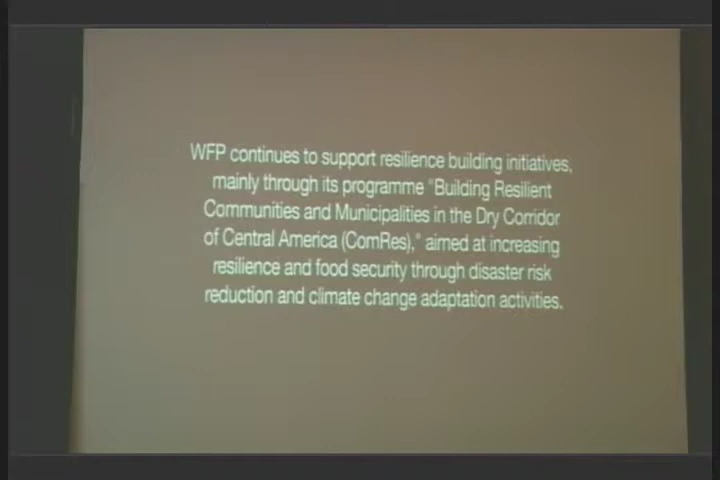 WFP continues to support resilience building initiatives,
mainly through its programme "Building Resilient
Communities and Municipalities in the Dry Corridor
of Central America (ComRes)," aimed at increasing
resilience and food security through disaster risk
reduction and climate change adaptation activities.